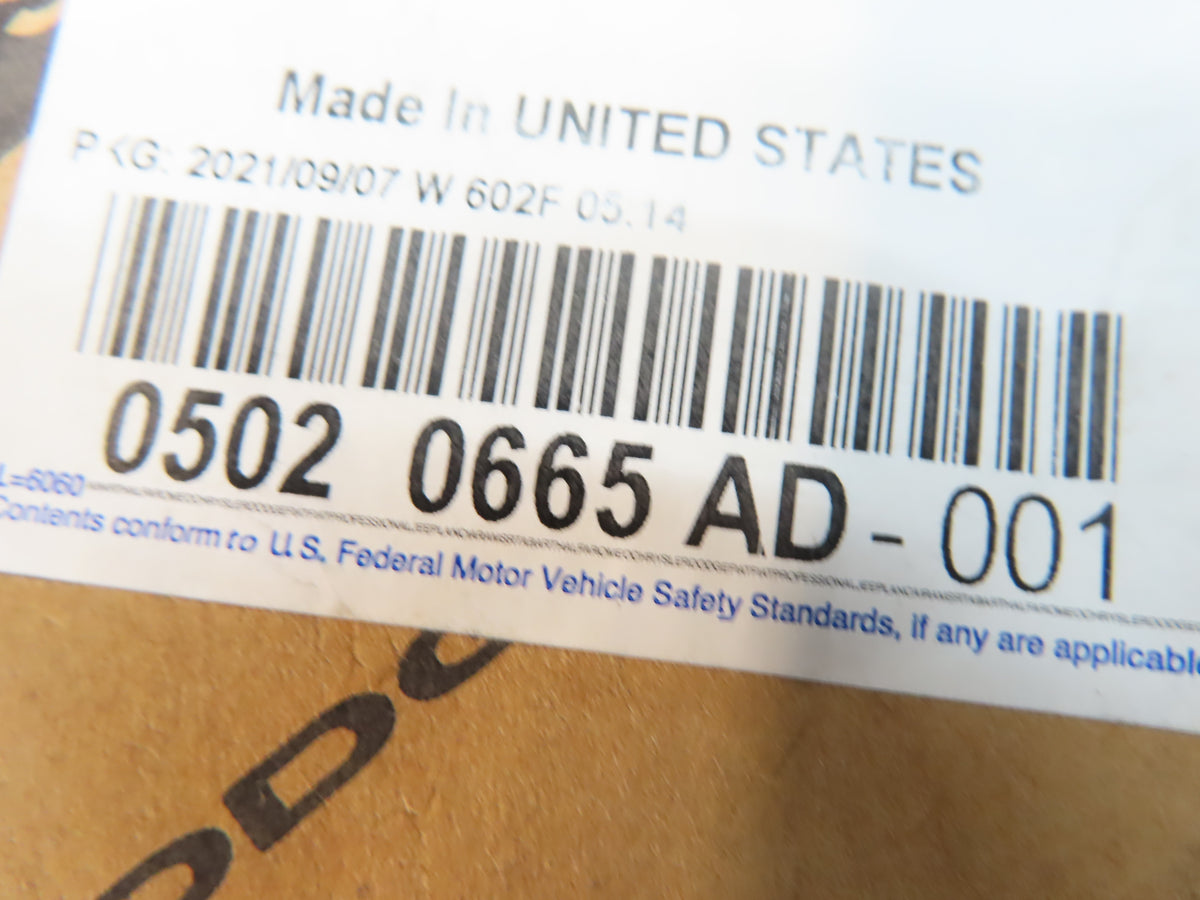 Made In UNITED STATES
PKG: 2021/09/07 W 602F 05.14
0502 0665 AD - 001
L=6060
Contents conform to U.S. Federal Motor Vehicle Safety Standards, if any are applicable